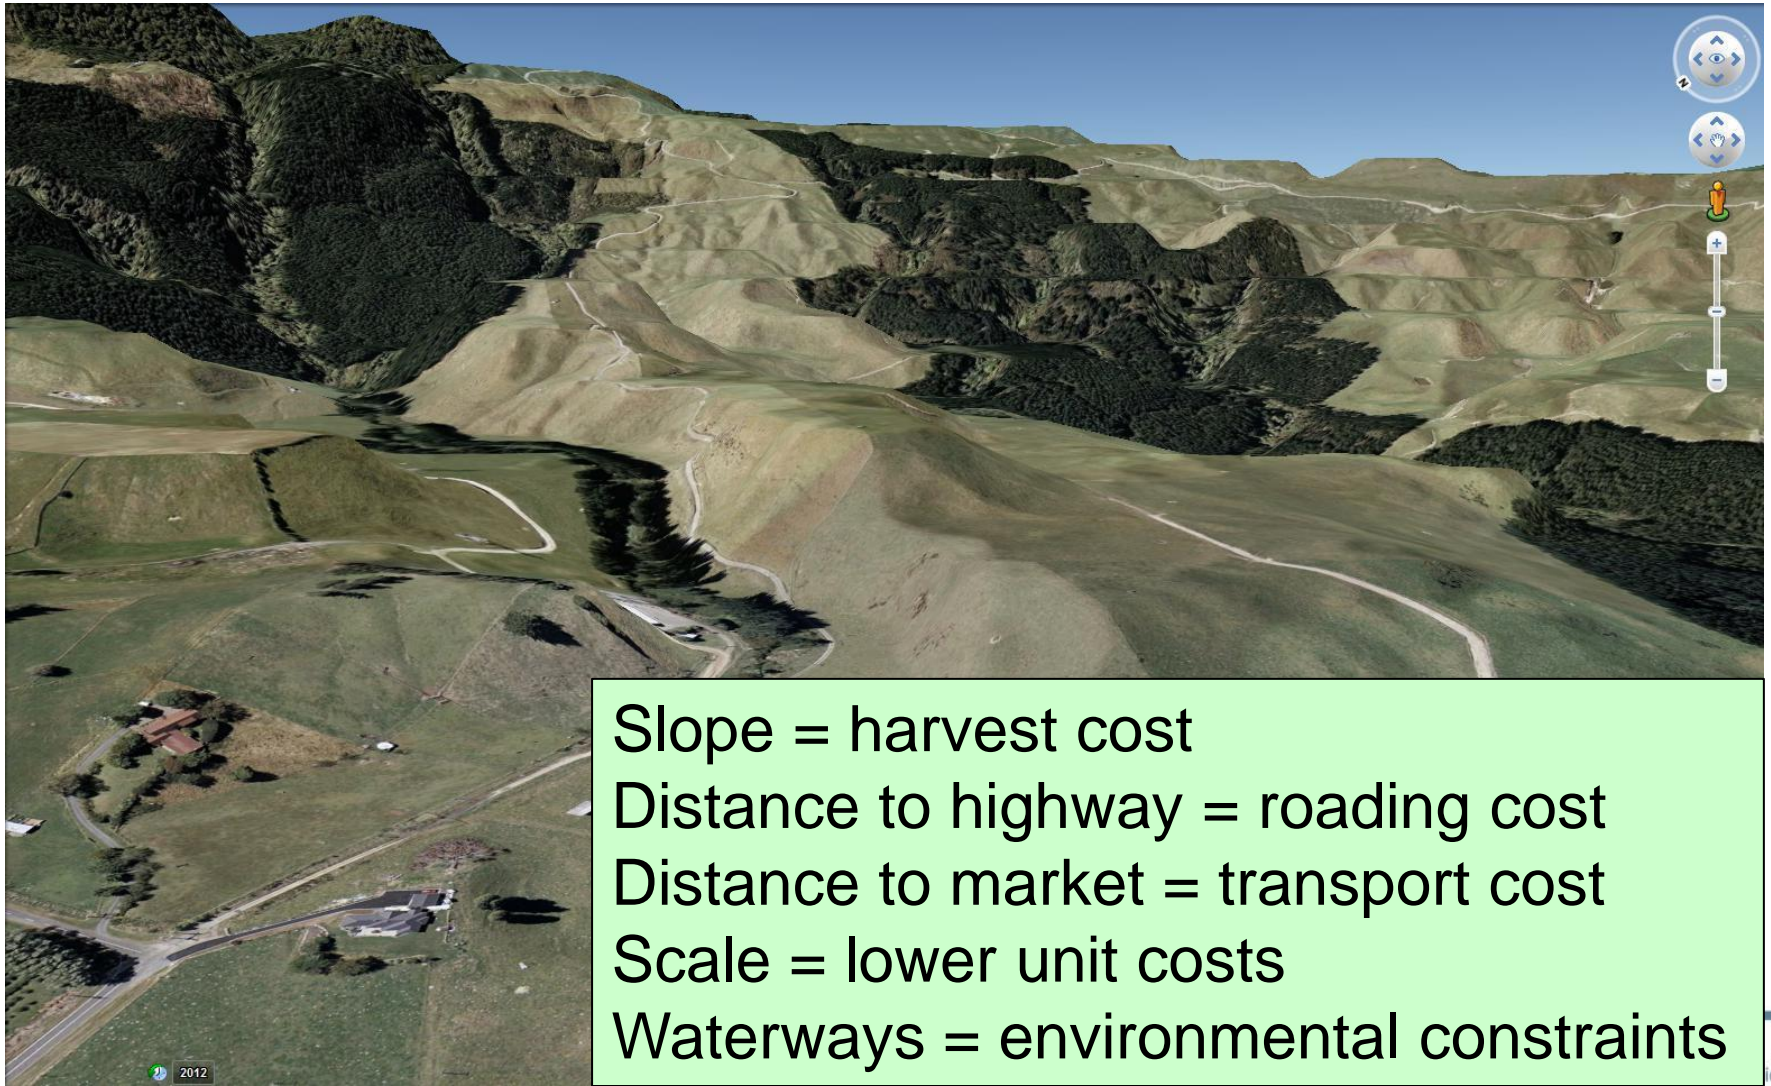 N
Slope = harvest cost
Distance to highway = roading cost
Distance to market = transport cost
Scale = lower unit costs
Waterways = environmental constraints
2012